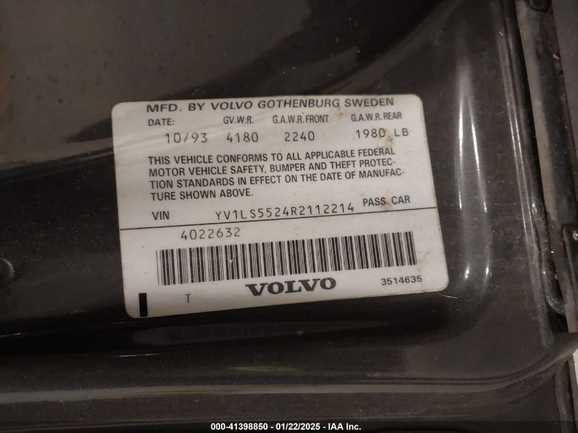 MFD. BY VOLVO GOTHENBURG SWEDEN
DATE: GV.W.R. G.A.W.R. FRONT G.A.W.R. REAR
10/93 4180 2240 1980 LB
THIS VEHICLE CONFORMS TO ALL APPLICABLE FEDERAL
MOTOR VEHICLE SAFETY, BUMPER AND THEFT PROTEC-
TION STANDARDS IN EFFECT ON THE DATE OF MANUFAC-
TURE SHOWN ABOVE.
VIN YV1LS5524R2112214 PASS. CAR
4022632
T VOLVO 3514635
000-41398850 - 01/22/2025 - IAA Inc.